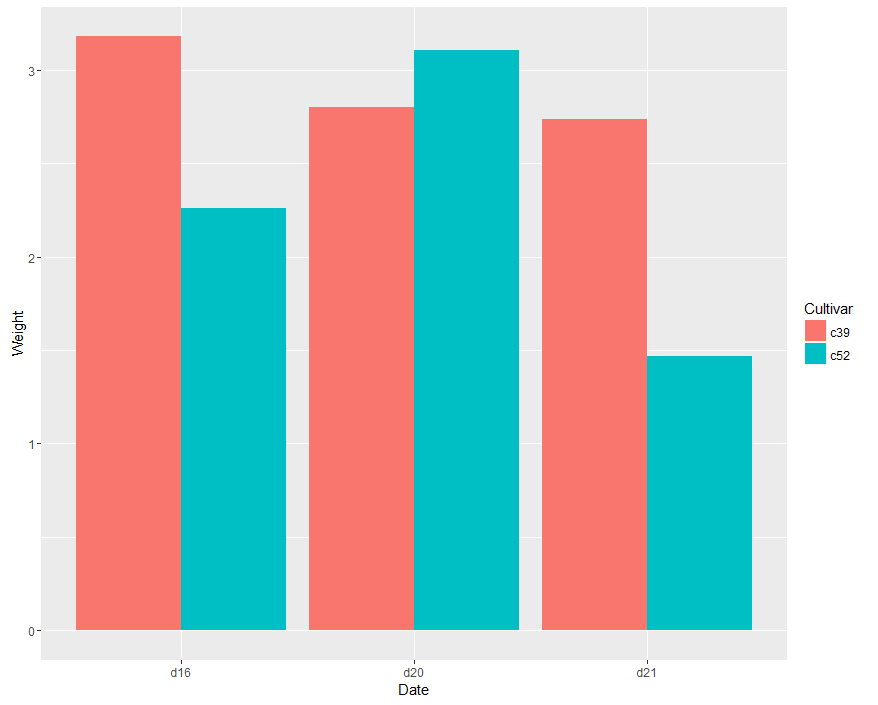 Weight
3
2
1
0
d16
d20
d21
Date
Cultivar
c39
c52